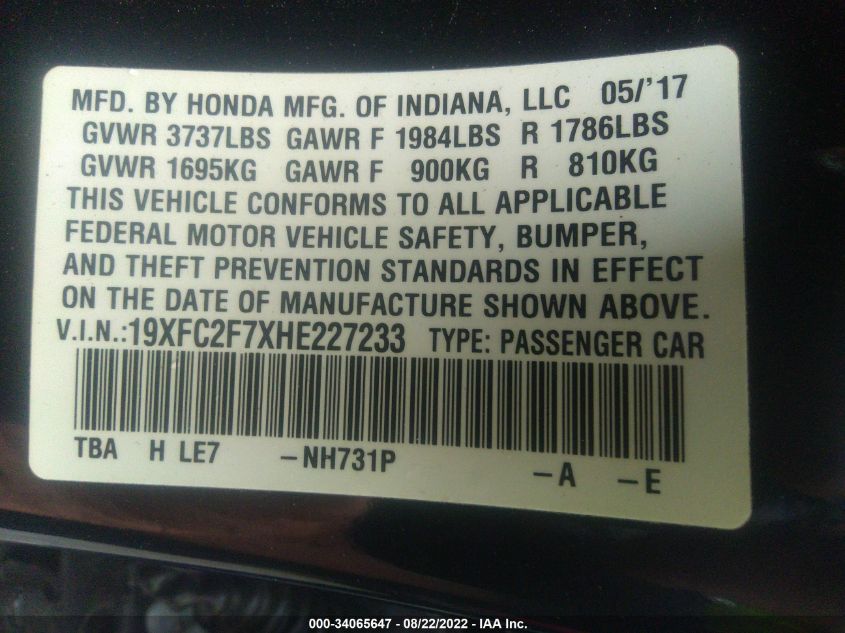 MFD. BY HONDA MFG. OF INDIANA, LLC 05/'17
GVWR 3737LBS GAWR F 1984LBS R 1786LBS
GVWR 1695KG GAWR F 900KG R 810KG
THIS VEHICLE CONFORMS TO ALL APPLICABLE
FEDERAL MOTOR VEHICLE SAFETY, BUMPER,
AND THEFT PREVENTION STANDARDS IN EFFECT
ON THE DATE OF MANUFACTURE SHOWN ABOVE.
V.I.N.:19XFC2F7XHE227233 TYPE: PASSENGER CAR
TBA H LE7 -NH731P -A -E
000-34065647 - 08/22/2022 - IAA Inc.